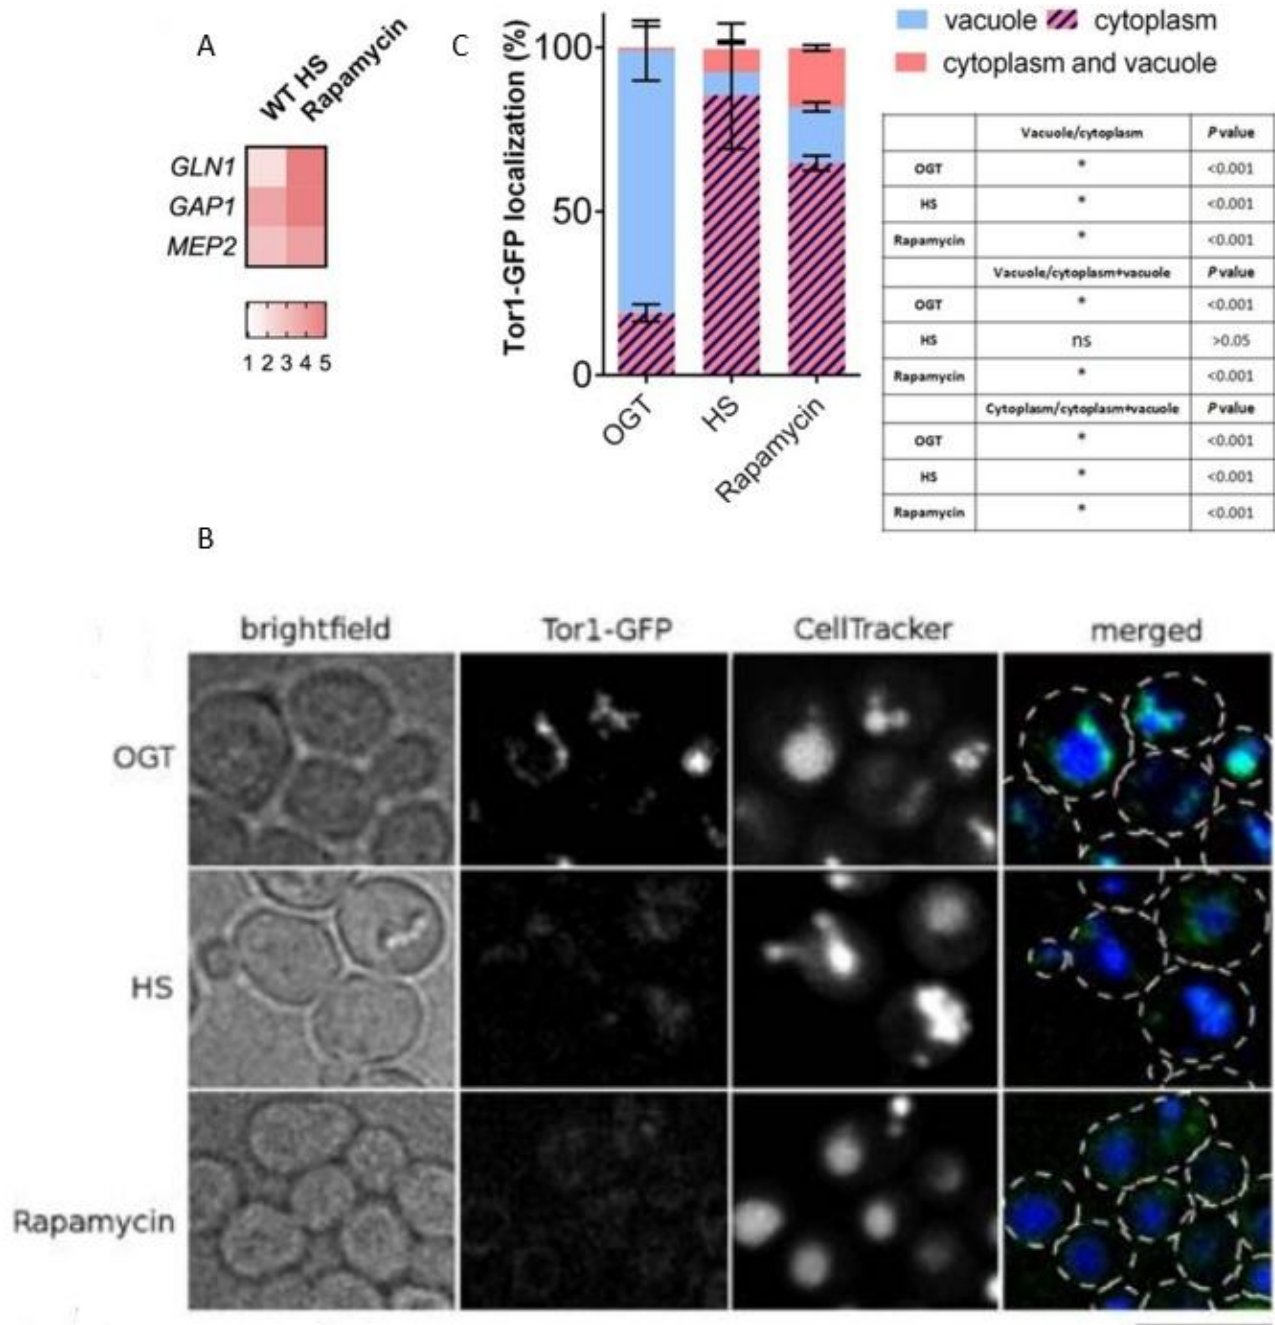 A
WT HS
Rapamycin
GLN1
GAP1
MEP2
1 2 3 4 5
C
Tor1-GFP localization (%)
100
50
0
OGT
HS
Rapamycin
vacuole cytoplasm
cytoplasm and vacuole
Vacuole/cytoplasm P value
OGT * <0.001
HS * <0.001
Rapamycin * <0.001
Vacuole/cytoplasm+vacuole P value
OGT * <0.001
HS ns >0.05
Rapamycin * <0.001
Cytoplasm/cytoplasm+vacuole P value
OGT * <0.001
HS * <0.001
Rapamycin * <0.001
B
brightfield Tor1-GFP CellTracker merged
OGT
HS
Rapamycin